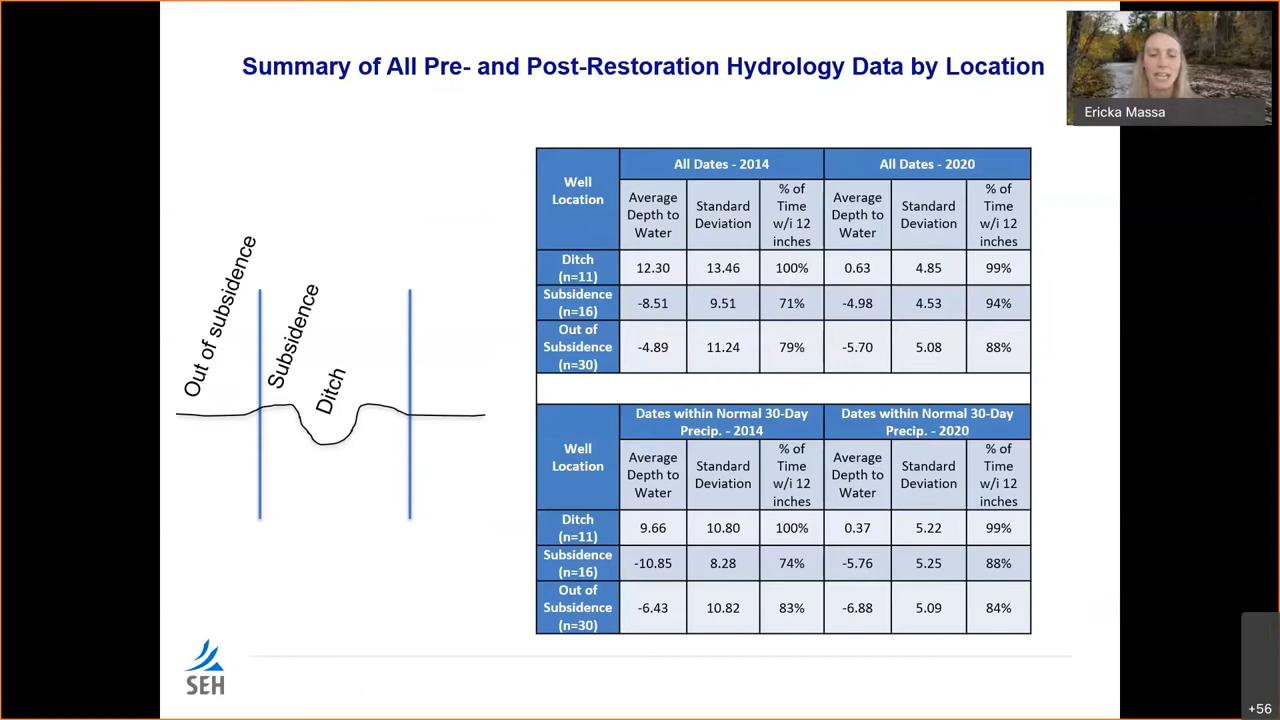 Summary of All Pre- and Post-Restoration Hydrology Data by Location
Ericka Massa
Out of subsidence
Subsidence
Ditch
Well
Location
All Dates - 2014
All Dates - 2020
Average
Depth to
Water
Standard
Deviation
% of
Time
w/i 12
inches
Average
Depth to
Water
Standard
Deviation
% of
Time
w/i 12
inches
Ditch
(n=11)
12.30
13.46
100%
0.63
4.85
99%
Subsidence
(n=16)
-8.51
9.51
71%
-4.98
4.53
94%
Out of
Subsidence
(n=30)
-4.89
11.24
79%
-5.70
5.08
88%
Well
Location
Dates within Normal 30-Day
Precip. - 2014
Dates within Normal 30-Day
Precip. - 2020
Average
Depth to
Water
Standard
Deviation
% of
Time
w/i 12
inches
Average
Depth to
Water
Standard
Deviation
% of
Time
w/i 12
inches
Ditch
(n=11)
9.66
10.80
100%
0.37
5.22
99%
Subsidence
(n=16)
-10.85
8.28
74%
-5.76
5.25
88%
Out of
Subsidence
(n=30)
-6.43
10.82
83%
-6.88
5.09
84%
SEH
+56